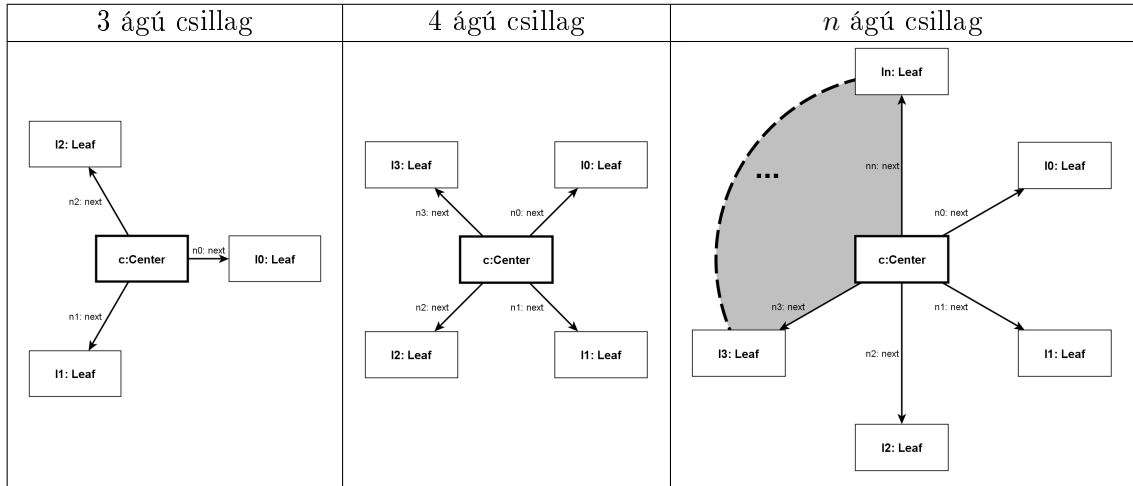 3 ágú csillag
4 ágú csillag
n ágú csillag
l2: Leaf
n2: next
c:Center
n0: next
l0: Leaf
n1: next
l1: Leaf
l3: Leaf
l0: Leaf
n3: next
n0: next
c:Center
n2: next
n1: next
l2: Leaf
l1: Leaf
ln: Leaf
...
nn: next
l0: Leaf
n0: next
c:Center
n3: next
n1: next
l3: Leaf
n2: next
l1: Leaf
l2: Leaf